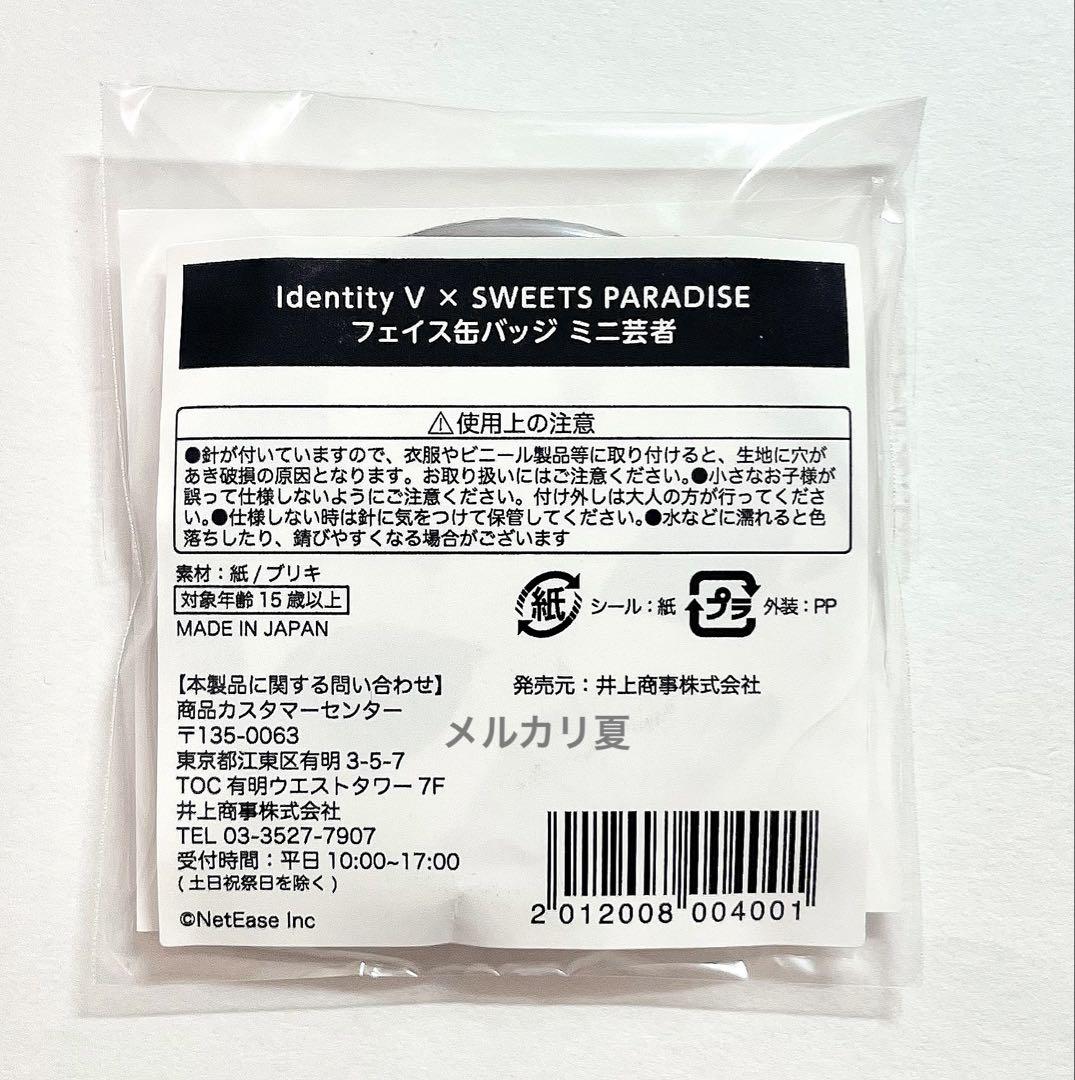 Identity V × SWEETS PARADISE
フェイス缶バッジ ミニ芸者
⚠使用上の注意
●針が付いていますので、衣服やビニール製品等に取り付けると、生地に穴が
あき破損の原因となります。お取り扱いにはご注意ください。●小さなお子様が
誤って仕様しないようにご注意ください。付け外しは大人の方が行ってくださ
い。●仕様しない時は針に気をつけて保管してください。●水などに濡れると色
落ちしたり、錆びやすくなる場合がございます
素材：紙 / ブリキ
対象年齢 15 歳以上
MADE IN JAPAN
紙 シール：紙 プラ 外装：PP
【本製品に関する問い合わせ】
商品カスタマーセンター
〒135-0063
東京都江東区有明 3-5-7
TOC 有明ウエストタワー 7F
井上商事株式会社
TEL 03-3527-7907
受付時間：平日 10:00~17:00
( 土日祝祭日を除く )
©NetEase Inc
発売元：井上商事株式会社
メルカリ夏
2 012008 004001